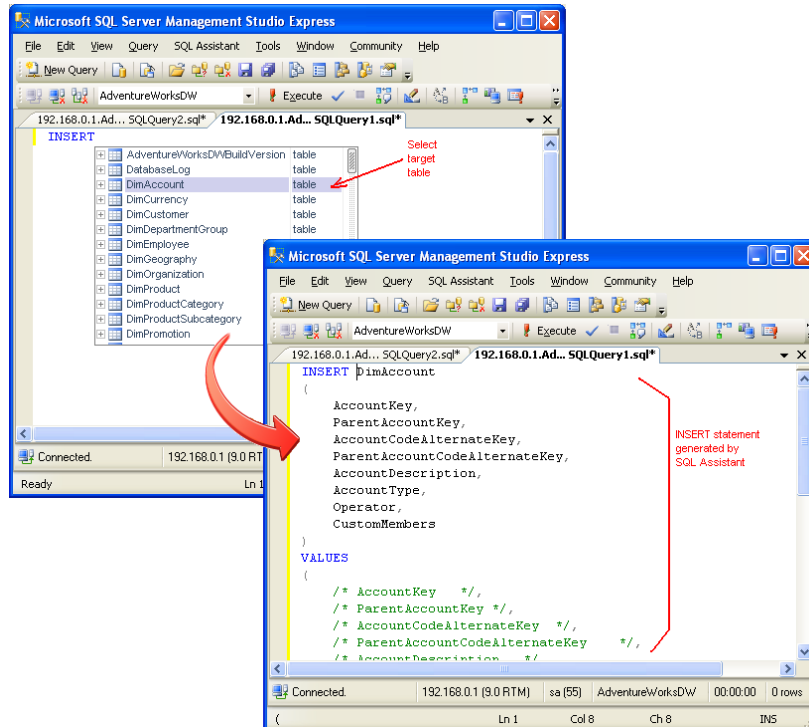 Microsoft SQL Server Management Studio Express
File Edit View Query SQL Assistant Tools Window Community Help
New Query
AdventureWorksDW Execute
192.168.0.1.Ad... SQLQuery2.sql* 192.168.0.1.Ad... SQLQuery1.sql*
INSERT
AdventureWorksDWBuildVersion table
DatabaseLog table
DimAccount table
DimCurrency table
DimCustomer table
DimDepartmentGroup table
DimEmployee
DimGeography
DimOrganization
DimProduct
DimProductCategory
DimProductSubcategory
DimPromotion
Select
target
table
Connected. 192.168.0.1 (9.0 RT
Ready Ln 1
Microsoft SQL Server Management Studio Express
File Edit View Query SQL Assistant Tools Window Community Help
New Query
AdventureWorksDW Execute
192.168.0.1.Ad... SQLQuery2.sql* 192.168.0.1.Ad... SQLQuery1.sql*
INSERT DimAccount
(
AccountKey,
ParentAccountKey,
AccountCodeAlternateKey,
ParentAccountCodeAlternateKey,
AccountDescription,
AccountType,
Operator,
CustomMembers
)
VALUES
(
/* AccountKey */,
/* ParentAccountKey */,
/* AccountCodeAlternateKey */,
/* ParentAccountCodeAlternateKey */,
/* AccountDescription */
INSERT statement
generated by
SQL Assistant
Connected. 192.168.0.1 (9.0 RTM) sa (55) AdventureWorksDW 00:00:00 0 rows
( Ln 1 Col 8 Ch 8 INS